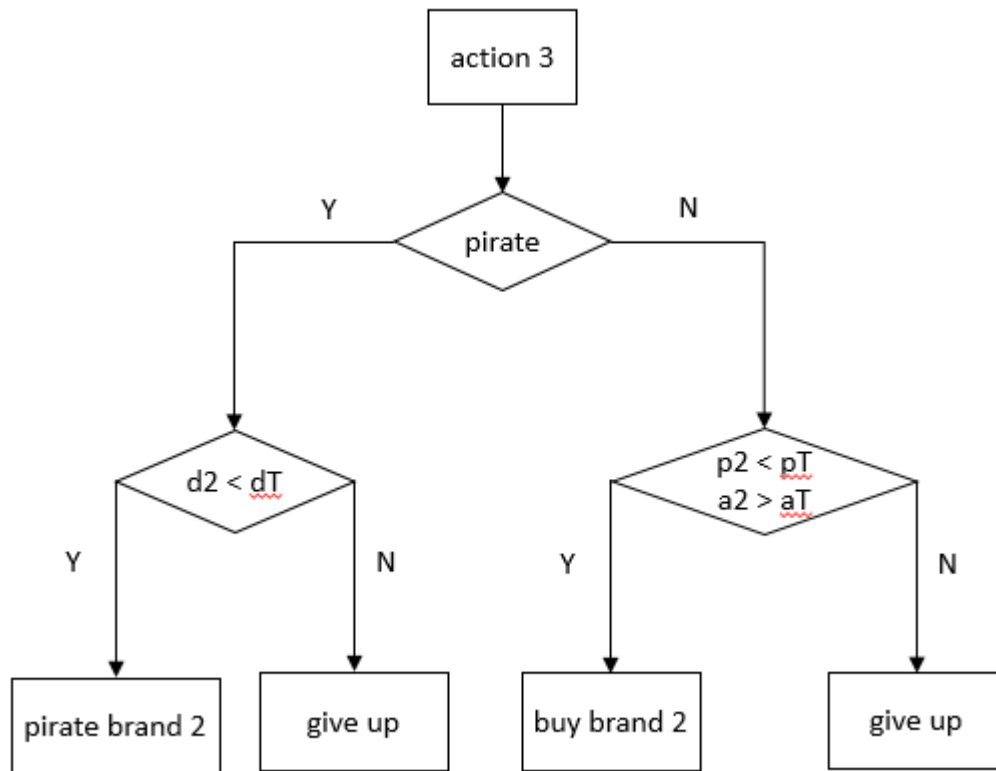 action 3
Y
N
pirate
d2 < dT
p2 < pT
a2 > aT
Y
N
Y
N
pirate brand 2
give up
buy brand 2
give up